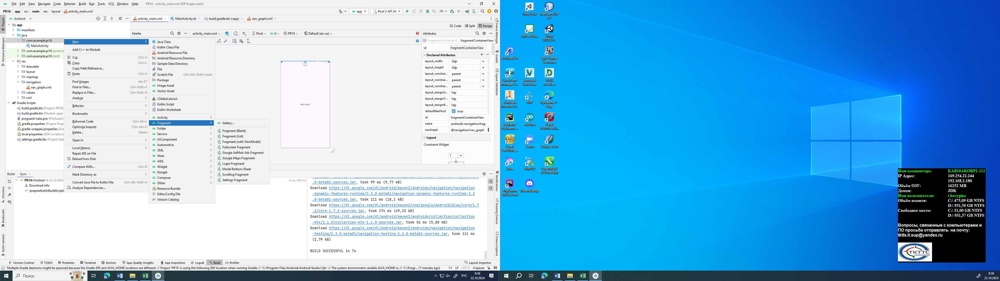 File Edit View Navigate Code Refactor Build Run Tools VCS Window Help PR16 - activity_main.xml [PR16.app.main]
PR16 app src main res layout activity_main.xml
app Pixel 2 API 34
Android
activity_main.xml MainActivity.kt build.gradle.kts (:app) nav_graph.xml
Code Split Design
Project
Resource Manager
Structure
Bookmarks
Build Variants
app
manifests
java
com.example.pr16
MainActivity
com.example.pr16 (androi
com.example.pr16 (test)
res
drawable
layout
mipmap
navigation
nav_graph.xml
values
xml
Gradle Scripts
build.gradle.kts (Project: PR16)
build.gradle.kts (Module :app)
proguard-rules.pro (ProGuard
gradle.properties (Project Prop
gradle-wrapper.properties (Gra
local.properties (SDK Location)
settings.gradle.kts (Project Sett
New
Add C++ to Module
Cut Ctrl+X
Copy Ctrl+C
Copy Path/Reference...
Paste Ctrl+V
Find Usages Alt+F7
Find in Files... Ctrl+Shift+F
Replace in Files... Ctrl+Shift+R
Analyze
Refactor
Bookmarks
Reformat Code Ctrl+Alt+L
Optimize Imports Ctrl+Alt+O
Delete... Delete
Open In
Local History
Repair IDE on File
Reload from Disk
Compare With... Ctrl+D
Mark Directory as
Convert Java File to Kotlin File Ctrl+Alt+Shift+K
Analyze Dependencies...
Java Class
Kotlin Class/File
Android Resource File
Android Resource Directory
Sample Data Directory
File
Scratch File Ctrl+Alt+Shift+Insert
Package
Image Asset
Vector Asset
CMakeLists.txt
Kotlin Script
Kotlin Worksheet
Activity
Fragment
Folder
Service
UiComponent
Automotive
XML
Wear
AIDL
Widget
Google
Compose
Other
Resource Bundle
EditorConfig File
Version Catalog
Gallery...
Fragment (Blank)
Fragment (List)
Fragment (with ViewModel)
Fullscreen Fragment
Google AdMob Ads Fragment
Google Maps Fragment
Login Fragment
Modal Bottom Sheet
Scrolling Fragment
Settings Fragment
Palette activity_main.xml Pixel U PR16 Default (en-us)
Attributes
FragmentContainerVi... fragmentContainerView
id fragmentContainerView
Declared Attributes
layout_width 0dp
layout_height 0dp
layout_constrai... parent
layout_constrai... parent
layout_constrai... parent
layout_marginS... 1dp
layout_marginT... 1dp
layout_marginE... 1dp
defaultNavHost true
id fragmentContainerView
name androidx.navigation.fragı
navGraph @navigation/nav_graph
Layout
Constraint Widget
1
Device Manager
Gradle
Layout Validation
Notifications
Running Devices
Device Explorer
Build: Sync
PR16: finished At 22.10.2024 8 sec, 890 ms
Download info
:prepareKotlinBuildScript
.0-beta01-sources.jar, took 99 ms (9,77 kB)
Download https://dl.google.com/dl/android/maven2/androidx/navigation/navigation
-dynamic-features-runtime/2.3.0-beta01/navigation-dynamic-features-runtime-2.3
.0-beta01-sources.jar, took 111 ms (18,1 kB)
Download https://dl.google.com/dl/android/maven2/com/google/android/play/core/1.7
.2/core-1.7.2-sources.jar, took 274 ms (49,23 kB)
Download https://dl.google.com/dl/android/maven2/androidx/collection/collection
-ktx/1.1.0/collection-ktx-1.1.0-sources.jar, took 56 ms (5,88 kB)
Download https://dl.google.com/dl/android/maven2/androidx/navigation/navigation
-testing/2.3.0-beta01/navigation-testing-2.3.0-beta01-sources.jar, took 111 ms
(2,79 kB)
BUILD SUCCESSFUL in 7s
Version Control TODO Problems Terminal Services App Quality Insights App Inspection Logcat Build Profiler Layout Inspector
Multiple Gradle daemons might be spawned because the Gradle JDK and JAVA_HOME locations are different. // Project 'PR16' is using the following JDK location when running Gradle: // 'C:/Program Files/Android/Android Studio1/jbr' // The system environment variable JAVA_HOME is: // 'C:\Progr... (7 minutes ago) 1:1 LF UTF-8 4 spaces
Поиск РУС 8:36
22.10.2024
Unity Hub
NetBeans IDE 8.2
MyTestStu...
Unity 2018.3.7...
Archicad 26
Epic Games Launcher
Corel Font Manager 2...
Autodesk Vault Bas...
DWG TrueVie...
Autodesk Inventor P...
ВПР
Профиль 1 - Edge
JetBrains PyCharm ...
Arduino
Corel PHOTO-PAI...
Corel CAPTURE ...
Zoom
Scribus 1.4.6
Krita
WinSCP
CorelDRAW 2021 (64-Bit)
PhpStorm 2020.2.3 x64
DiscordSetup
Имя компьютера: KAB10AKORP2-111
IP Адрес: 169.254.22.244
192.168.2.180
Объём ОЗУ: 16252 MB
Домен: JDK
Имя пользователя: t.kosygina
Объём памяти: C:\ 475,09 GB NTFS
D:\ 931,50 GB NTFS
Свободное место: C:\ 31,00 GB NTFS
D:\ 931,37 GB NTFS
Вопросы, связанные с компьютерами и
ПО просьба отправлять на почту:
tktts.it.sup@yandex.ru
ТКТТС
8:36
22.10.2024